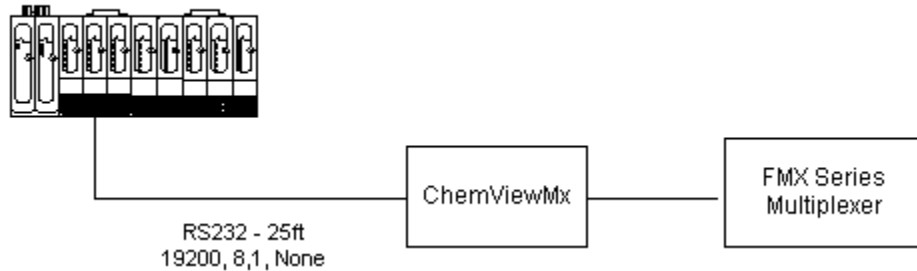 ChemViewMx
FMX Series
Multiplexer
RS232 - 25ft
19200, 8,1, None